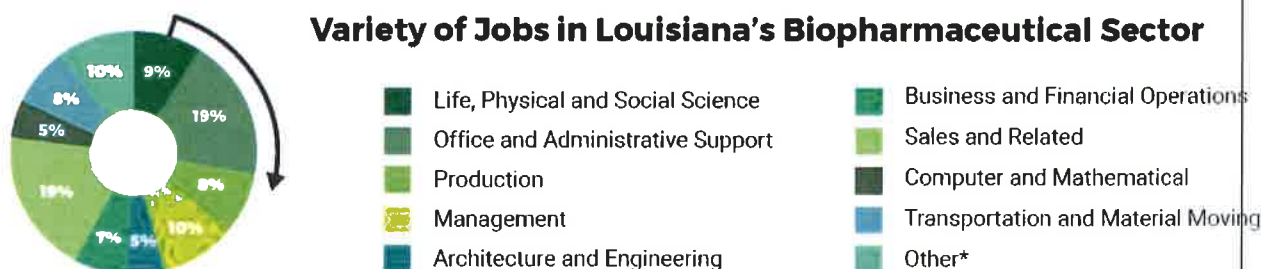 Variety of Jobs in Louisiana's Biopharmaceutical Sector
10%
9%
8%
19%
5%
19%
8%
7%
5%
10%
Life, Physical and Social Science
Office and Administrative Support
Production
Management
Architecture and Engineering
Business and Financial Operations
Sales and Related
Computer and Mathematical
Transportation and Material Moving
Other*